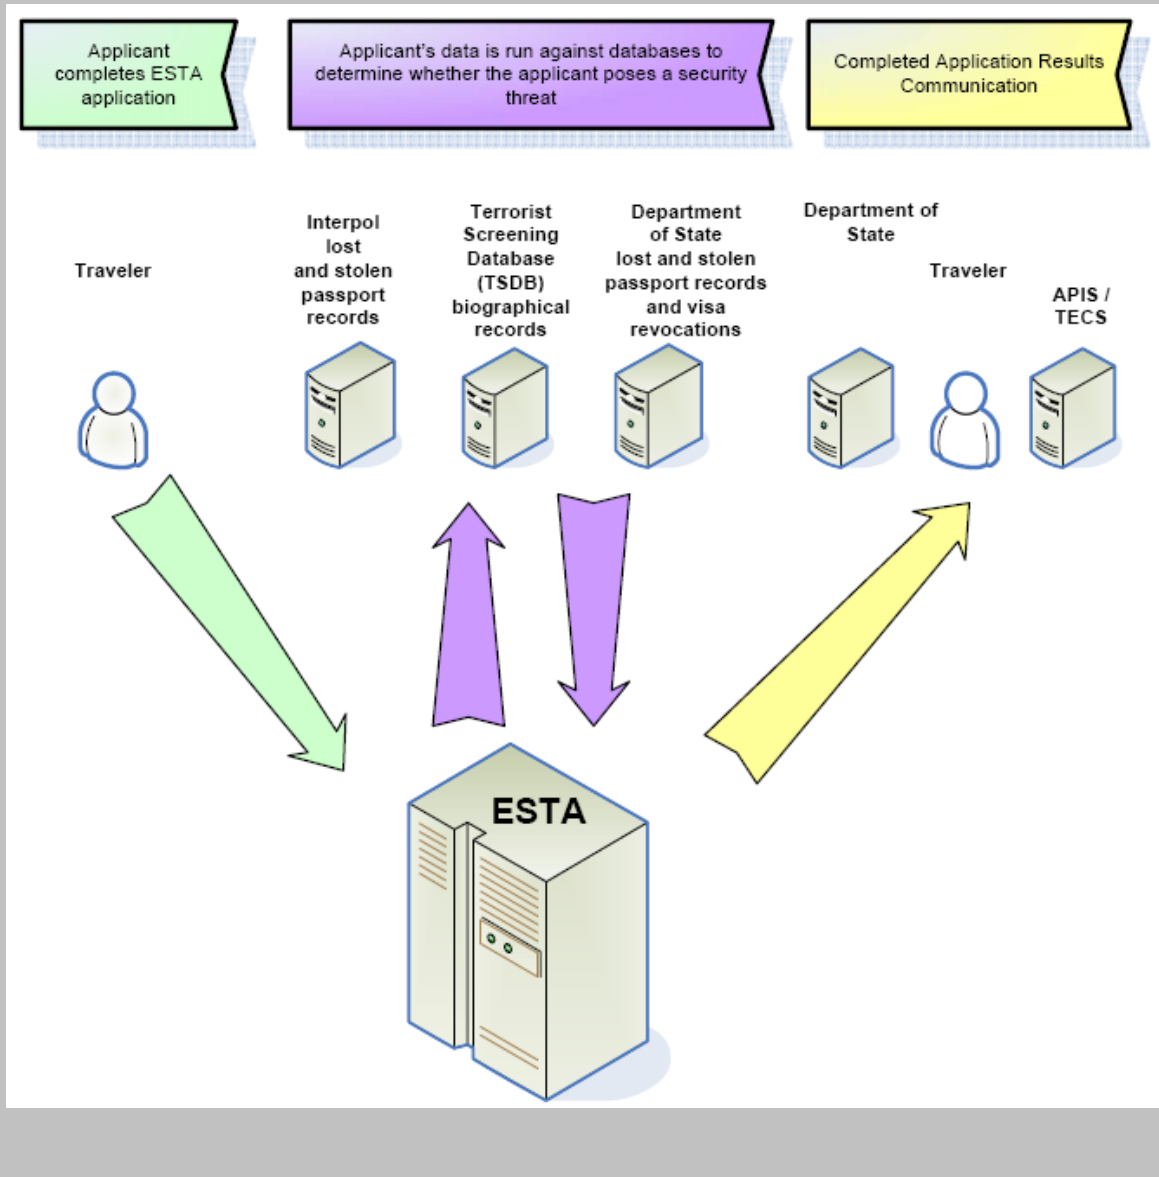 Applicant
completes ESTA
application
Applicant's data is run against databases to
determine whether the applicant poses a security
threat
Completed Application Results
Communication
Traveler
Interpol
lost
and stolen
passport
records
Terrorist
Screening
Database
(TSDB)
biographical
records
Department
of State
lost and stolen
passport records
and visa
revocations
Department of
State
Traveler
APIS /
TECS
ESTA